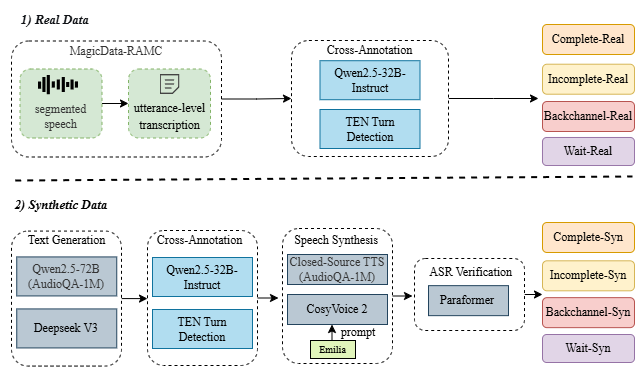 1) Real Data
MagicData-RAMC
segmented
speech
utterance-level
transcription
Cross-Annotation
Qwen2.5-32B-
Instruct
TEN Turn
Detection
Complete-Real
Incomplete-Real
Backchannel-Real
Wait-Real
2) Synthetic Data
Text Generation
Qwen2.5-72B
(AudioQA-1M)
Deepseek V3
Cross-Annotation
Qwen2.5-32B-
Instruct
TEN Turn
Detection
Speech Synthesis
Closed-Source TTS
(AudioQA-1M)
CosyVoice 2
prompt
Emilia
ASR Verification
Paraformer
Complete-Syn
Incomplete-Syn
Backchannel-Syn
Wait-Syn